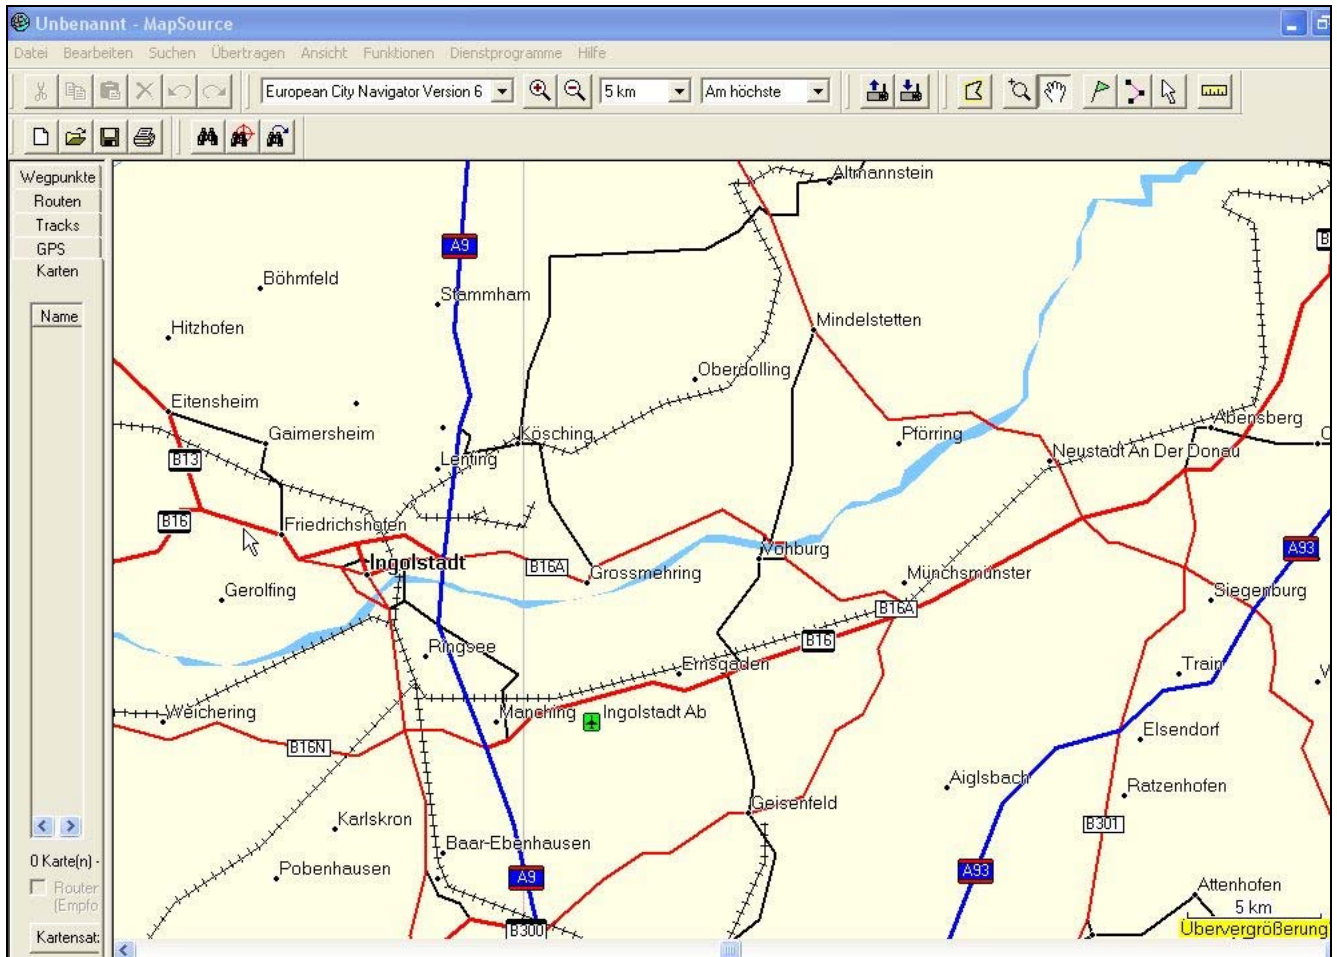 Unbenannt - MapSource
Datei Bearbeiten Suchen Übertragen Ansicht Funktionen Dienstprogramme Hilfe
European City Navigator Version 6 5 km Am höchste
Wegpunkte
Routen
Tracks
GPS
Karten
Name
0 Karte(n) -
Router
(Empfo
Kartensat:
Altmannstein
A9
B
Böhmfeld
Stammham
Hitzhofen
Mindelstetten
Oberdolling
Eitensheim
Abensberg
Gaimersheim
Kösching
Pförring
Neustadt An Der Donau
B13
Lenting
B16
Friedrichshofen
A93
Vohburg
Ingolstadt
B16A
Grossmehring
Münchsmünster
Gerolfing
Siegenburg
B16A
B16
Ringsee
Ernsgaden
Train
Weichering
Manching
Ingolstadt Ab
Elsendorf
B16N
Aiglsbach
Ratzenhofen
Geisenfeld
Karlskron
B301
Baar-Ebenhausen
Pobenhausen
A9
A93
Attenhofen
5 km
B300
Übervergrößerung